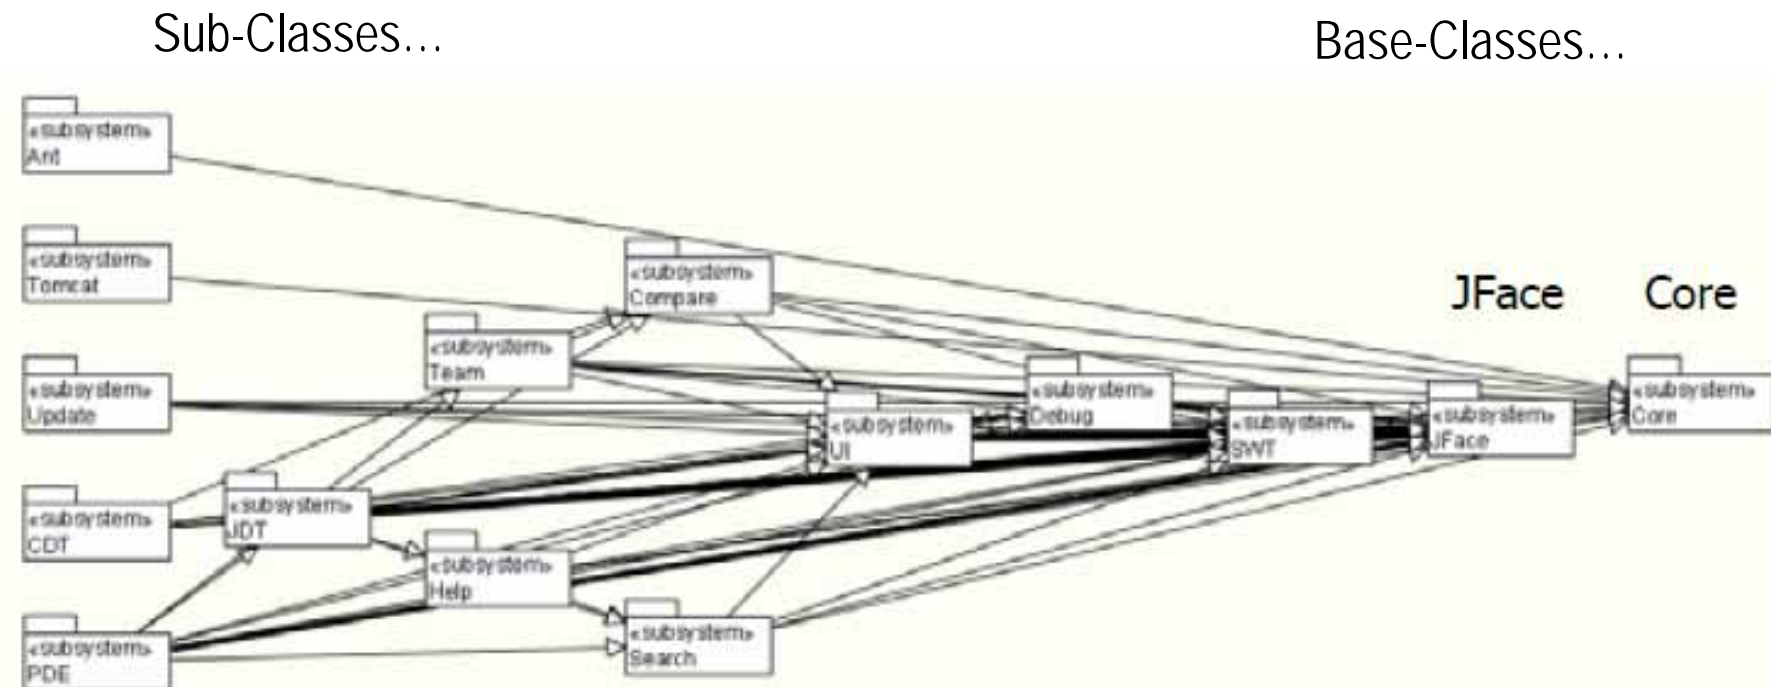 Sub-Classes...
Base-Classes...
«subsystem»
Ant
«subsystem»
Tomcat
«subsystem»
Compare
JFace
Core
«subsystem»
Team
«subsystem»
Update
«subsystem»
Debug
«subsystem»
Core
«subsystem»
UI
«subsystem»
SWT
«subsystem»
JFace
«subsystem»
CDT
«subsystem»
JDT
«subsystem»
Help
«subsystem»
PDE
«subsystem»
Search